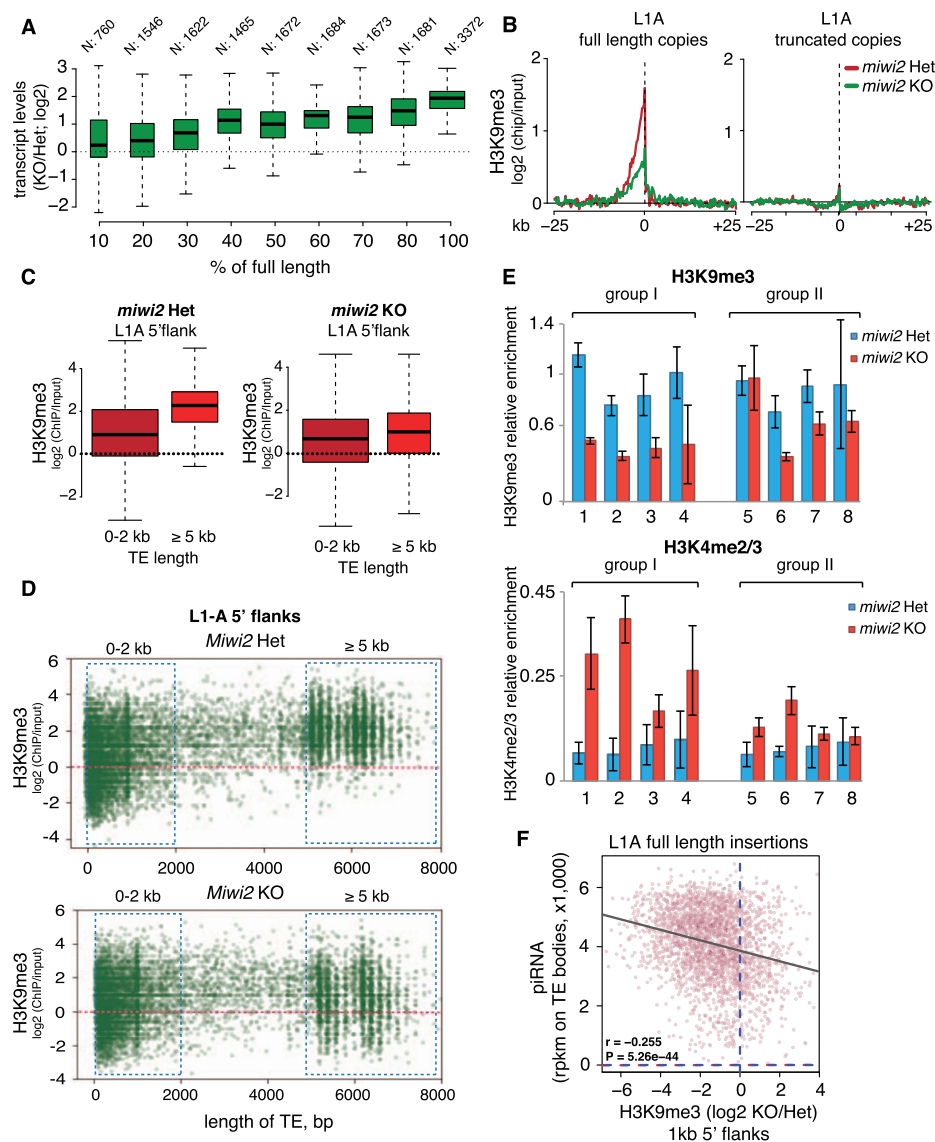 A
N: 760
N: 1546
N: 1622
N: 1465
N: 1672
N: 1684
N: 1673
N: 1681
N: 3372
transcript levels
(KO/Het; log2)
3
2
1
0
−1
−2
10 20 30 40 50 60 70 80 100
% of full length
B
L1A
full length copies
L1A
truncated copies
miwi2 Het
miwi2 KO
H3K9me3
log2 (chip/input)
2
1
0
2
1
kb −25 0 +25
−25 0 +25
C
miwi2 Het
L1A 5'flank
miwi2 KO
L1A 5'flank
H3K9me3
log2 (ChIP/input)
4
2
0
−2
0-2 kb ≥ 5 kb
TE length
H3K9me3
log2 (ChIP/input)
4
2
0
−2
0-2 kb ≥ 5 kb
TE length
D
L1-A 5' flanks
Miwi2 Het
0-2 kb ≥ 5 kb
H3K9me3
log2 (ChIP/input)
6
4
2
0
-2
-4
0 2000 4000 6000 8000
Miwi2 KO
0-2 kb ≥ 5 kb
H3K9me3
log2 (ChIP/input)
6
4
2
0
-2
-4
0 2000 4000 6000 8000
length of TE, bp
E
H3K9me3
group I group II
miwi2 Het
miwi2 KO
H3K9me3 relative enrichment
1.4
0.6
0
1 2 3 4 5 6 7 8
H3K4me2/3
group I group II
miwi2 Het
miwi2 KO
H3K4me2/3 relative enrichment
0.45
0.25
0
1 2 3 4 5 6 7 8
F
L1A full length insertions
piRNA
(rpkm on TE bodies, x1,000)
6
4
2
0
r = −0.255
P = 5.26e−44
−6 −4 −2 0 2 4
H3K9me3 (log2 KO/Het)
1kb 5' flanks